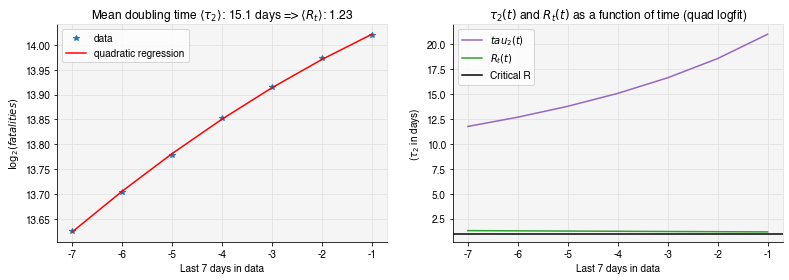 Mean doubling time ⟨τ₂⟩: 15.1 days => ⟨Rₜ⟩: 1.23
data
quadratic regression
14.00
13.95
13.90
13.85
13.80
13.75
13.70
13.65
log₂(fatalities)
-7 -6 -5 -4 -3 -2 -1
Last 7 days in data
τ₂(t) and Rₜ(t) as a function of time (quad logfit)
tau₂(t)
Rₜ(t)
Critical R
20.0
17.5
15.0
12.5
10.0
7.5
5.0
2.5
(τ₂ in days)
-7 -6 -5 -4 -3 -2 -1
Last 7 days in data